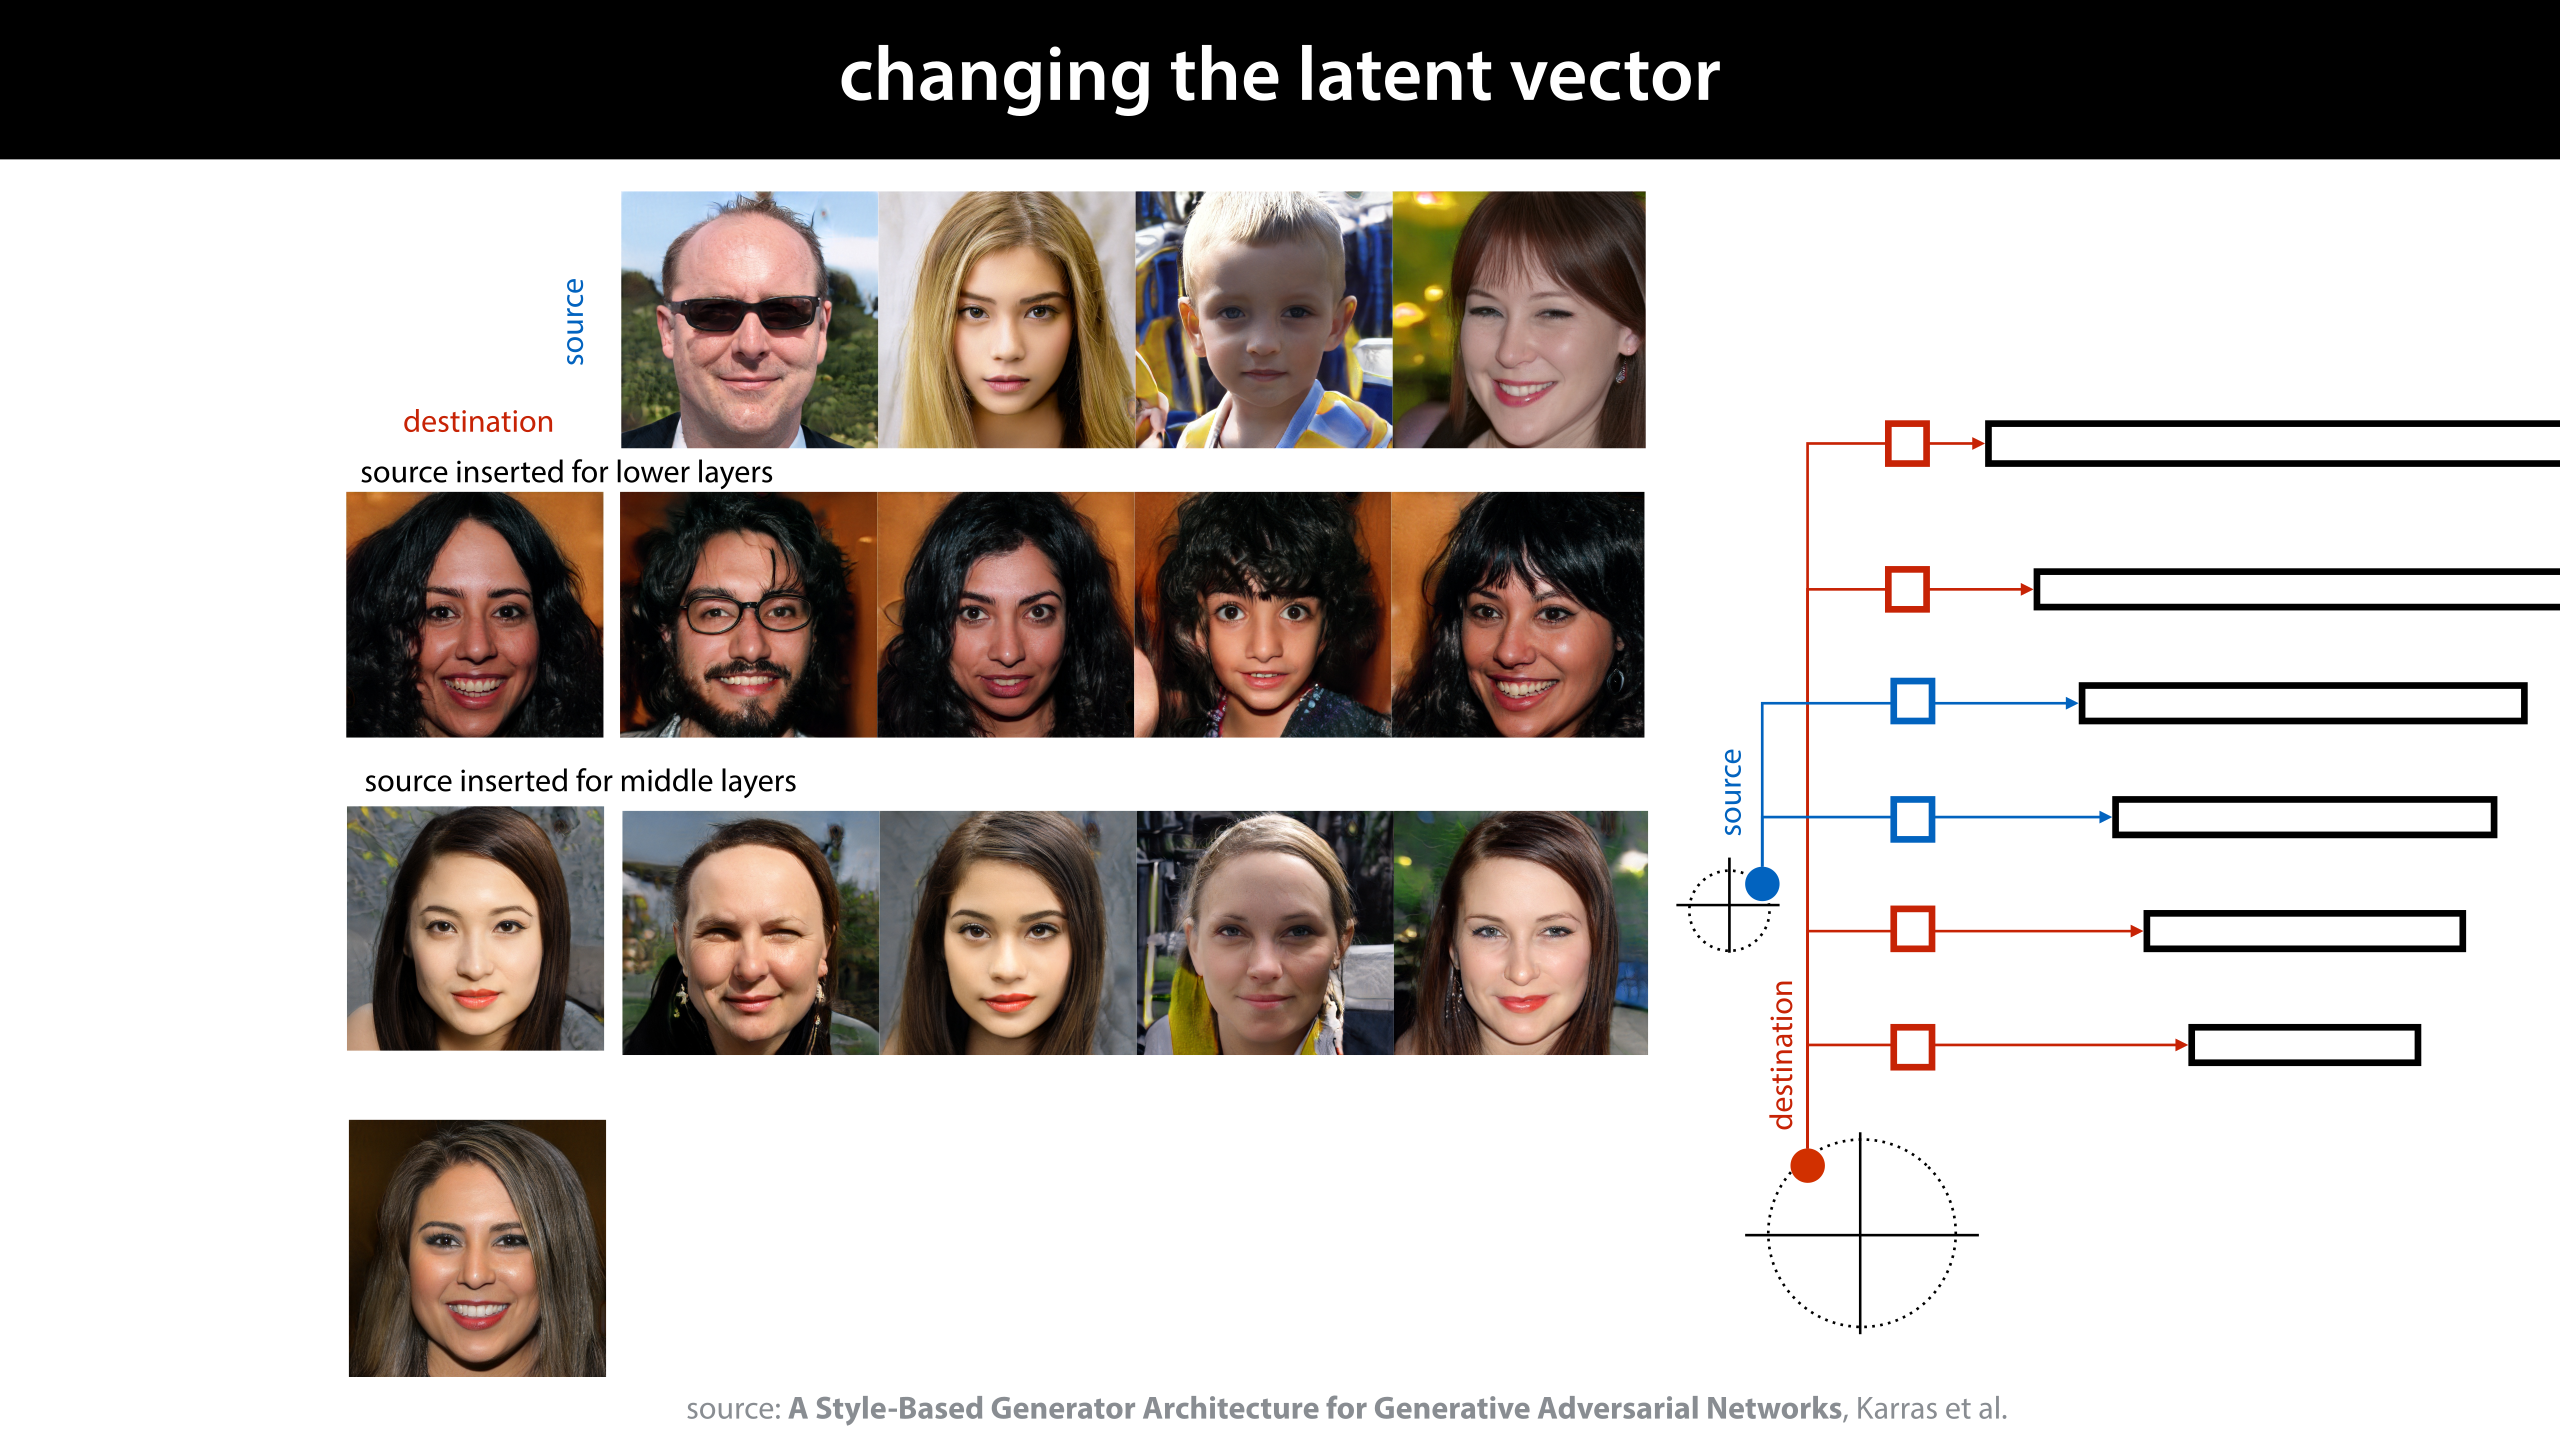 changing the latent vector
source
destination
source inserted for lower layers
source inserted for middle layers
source
destination
source: A Style-Based Generator Architecture for Generative Adversarial Networks, Karras et al.